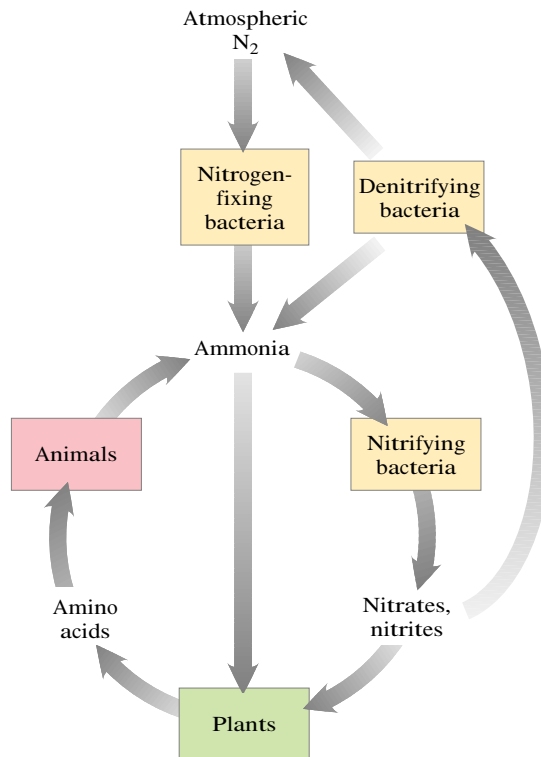 Atmospheric
N₂
Nitrogen-
fixing
bacteria
Denitrifying
bacteria
Ammonia
Animals
Nitrifying
bacteria
Amino
acids
Nitrates,
nitrites
Plants